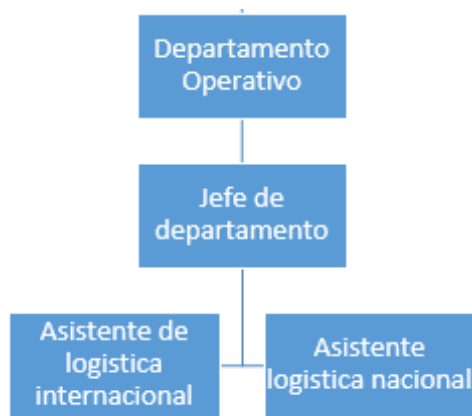 Departamento
Operativo
Jefe de
departamento
Asistente de
logistica
internacional
Asistente
logistica nacional